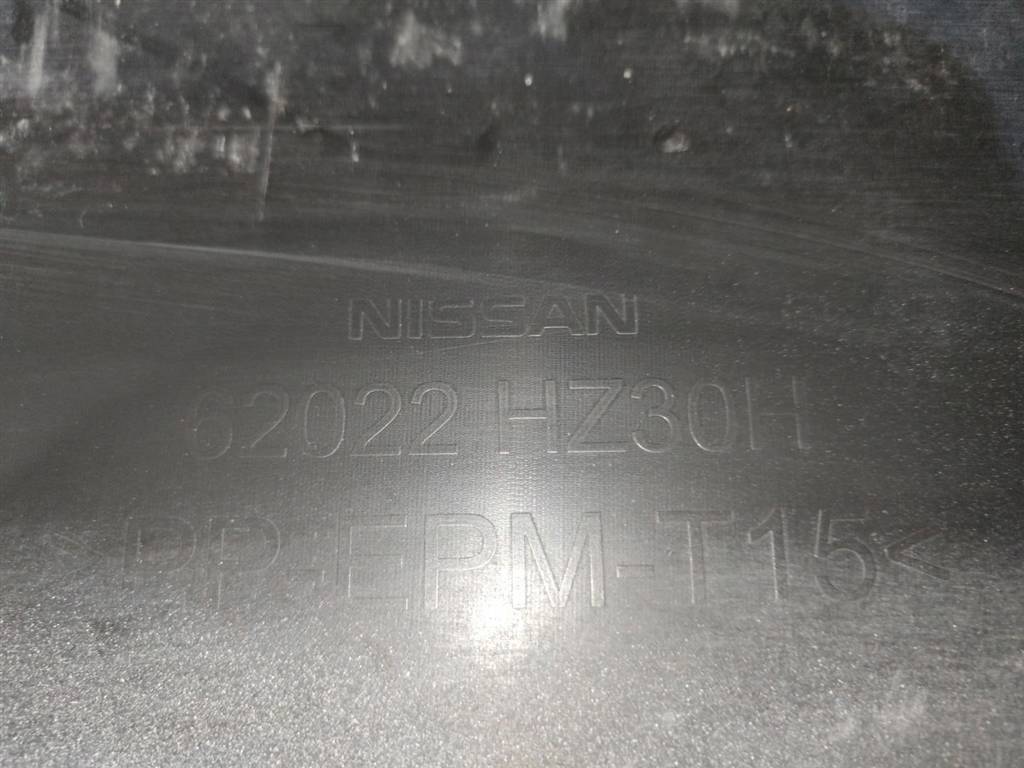 NISSAN
62022 HZ30H
>PP-EPM-T15<